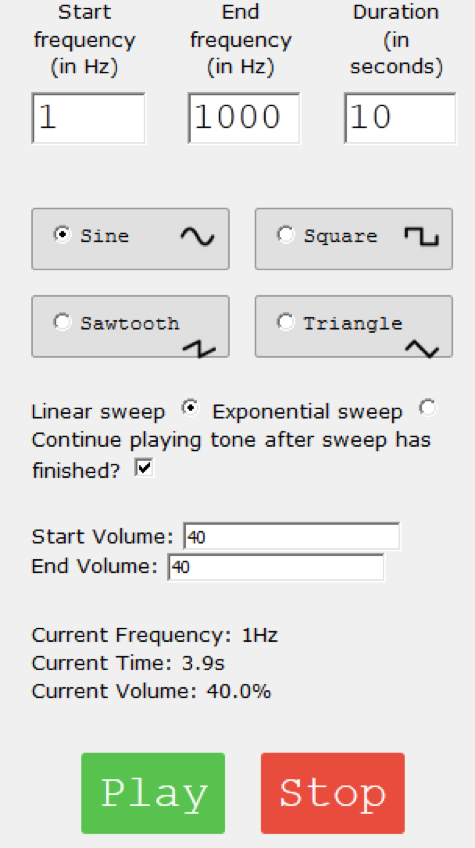 Start End Duration
frequency frequency (in
(in Hz) (in Hz) seconds)
1 1000 10
Sine Square
Sawtooth Triangle
Linear sweep Exponential sweep
Continue playing tone after sweep has
finished?
Start Volume: 40
End Volume: 40
Current Frequency: 1Hz
Current Time: 3.9s
Current Volume: 40.0%
Play Stop